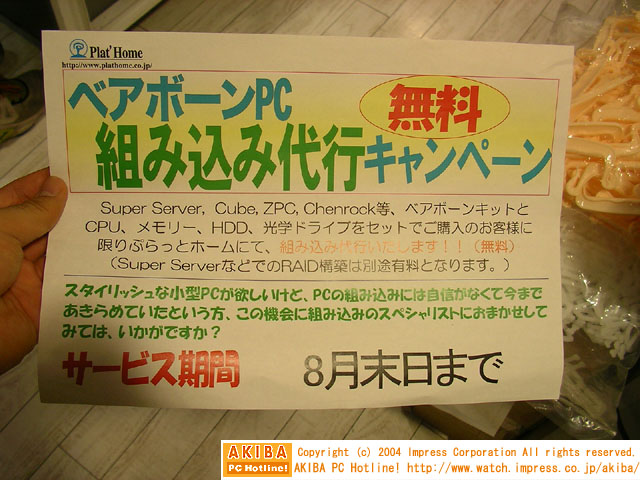 Plat'Home
http://www.plathome.co.jp/
ベアボーンPC
無料
組み込み代行キャンペーン
Super Server, Cube, ZPC, Chenrock等、ベアボーンキットと
CPU、メモリー、HDD、光学ドライブをセットでご購入のお客様に
限りぷらっとホームにて、組み込み代行いたします！！（無料）
（Super ServerなどでのRAID構築は別途有料となります。）
スタイリッシュな小型PCが欲しいけど、PCの組み込みには自信がなくて今まで
あきらめていたという方、この機会に組み込みのスペシャリストにおまかせして
みては、いかがですか？
サービス期間 8月末日まで
AKIBA PC Hotline!
Copyright (c) 2004 Impress Corporation All rights reserved.
AKIBA PC Hotline! http://www.watch.impress.co.jp/akiba/